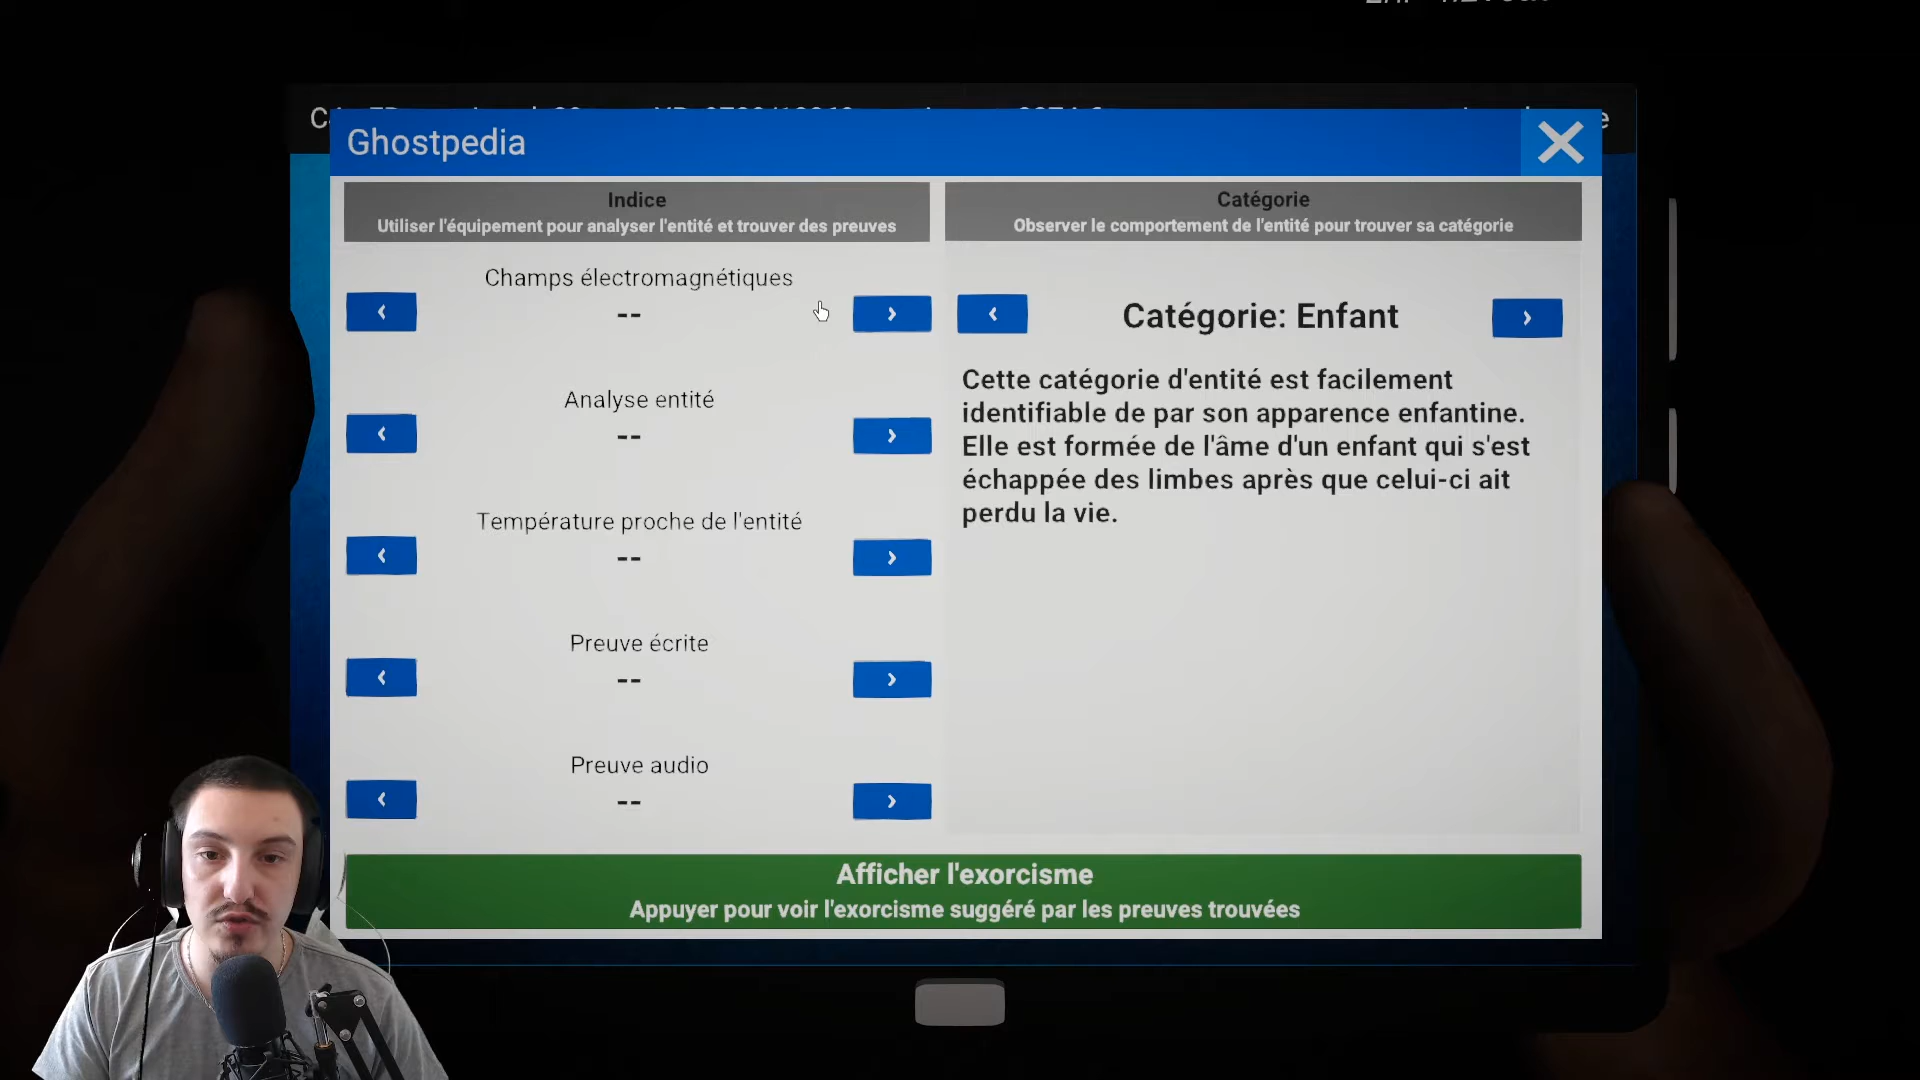 Ghostpedia
Indice
Utiliser l'équipement pour analyser l'entité et trouver des preuves
Champs électromagnétiques
--
Analyse entité
--
Température proche de l'entité
--
Preuve écrite
--
Preuve audio
--
Catégorie
Observer le comportement de l'entité pour trouver sa catégorie
Catégorie: Enfant
Cette catégorie d'entité est facilement
identifiable de par son apparence enfantine.
Elle est formée de l'âme d'un enfant qui s'est
échappée des limbes après que celui-ci ait
perdu la vie.
Afficher l'exorcisme
Appuyer pour voir l'exorcisme suggéré par les preuves trouvées